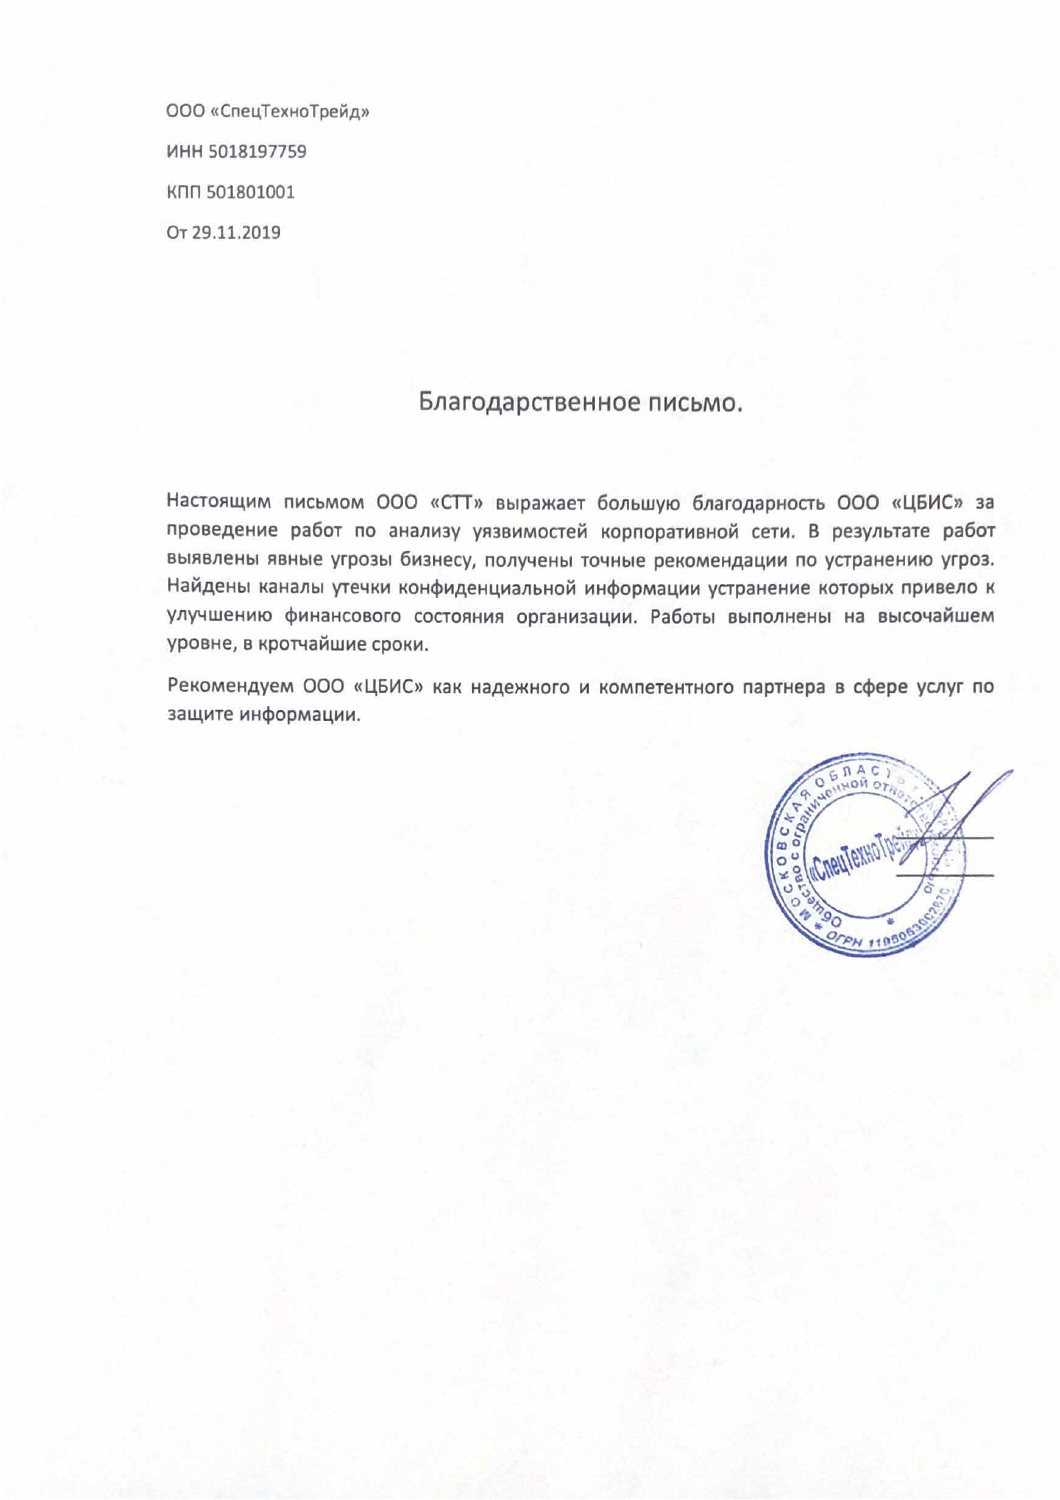 ООО «СпецТехноТрейд»
ИНН 5018197759
КПП 501801001
От 29.11.2019
Благодарственное письмо.
Настоящим письмом ООО «СТТ» выражает большую благодарность ООО «ЦБИС» за
проведение работ по анализу уязвимостей корпоративной сети. В результате работ
выявлены явные угрозы бизнесу, получены точные рекомендации по устранению угроз.
Найдены каналы утечки конфиденциальной информации устранение которых привело к
улучшению финансового состояния организации. Работы выполнены на высочайшем
уровне, в кротчайшие сроки.
Рекомендуем ООО «ЦБИС» как надежного и компетентного партнера в сфере услуг по
защите информации.
МОСКОВСКАЯ ОБЛАСТЬ
Общество с ограниченной ответственностью
«СпецТехноТрейд»
ОГРН